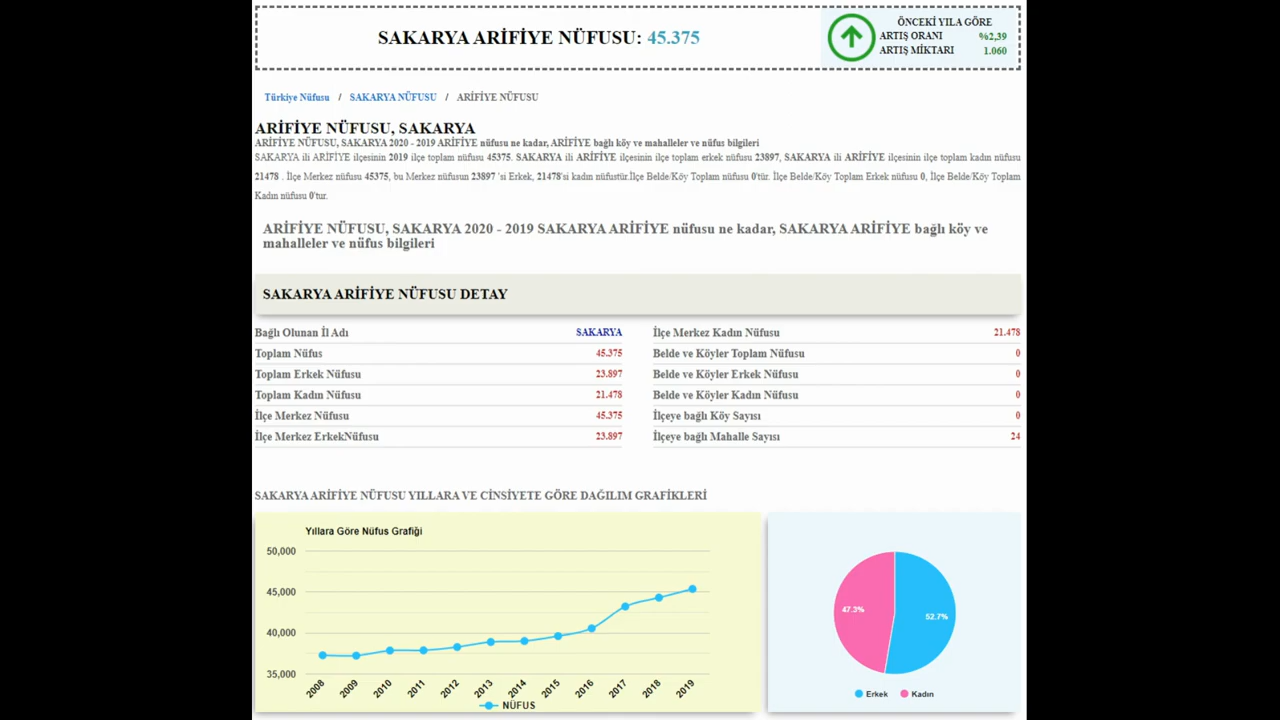 SAKARYA ARİFİYE NÜFUSU: 45.375
ÖNCEKİ YILA GÖRE
ARTIŞ ORANI %2,39
ARTIŞ MİKTARI 1.060
Türkiye Nüfusu / SAKARYA NÜFUSU / ARİFİYE NÜFUSU
ARİFİYE NÜFUSU, SAKARYA
ARİFİYE NÜFUSU, SAKARYA 2020 - 2019 ARİFİYE nüfusu ne kadar, ARİFİYE bağlı köy ve mahalleler ve nüfus bilgileri
SAKARYA ili ARİFİYE ilçesinin 2019 ilçe toplam nüfusu 45375. SAKARYA ili ARİFİYE ilçesinin ilçe toplam erkek nüfusu 23897, SAKARYA ili ARİFİYE ilçesinin ilçe toplam kadın nüfusu
21478 . İlçe Merkez nüfusu 45375, bu Merkez nüfusun 23897 'si Erkek, 21478'si kadın nüfustür.İlçe Belde/Köy Toplam nüfusu 0'tür. İlçe Belde/Köy Toplam Erkek nüfusu 0, İlçe Belde/Köy Toplam
Kadın nüfusu 0'tur.
ARİFİYE NÜFUSU, SAKARYA 2020 - 2019 SAKARYA ARİFİYE nüfusu ne kadar, SAKARYA ARİFİYE bağlı köy ve
mahalleler ve nüfus bilgileri
SAKARYA ARİFİYE NÜFUSU DETAY
Bağlı Olunan İl Adı SAKARYA
Toplam Nüfus 45.375
Toplam Erkek Nüfusu 23.897
Toplam Kadın Nüfusu 21.478
İlçe Merkez Nüfusu 45.375
İlçe Merkez ErkekNüfusu 23.897
İlçe Merkez Kadın Nüfusu 21.478
Belde ve Köyler Toplam Nüfusu 0
Belde ve Köyler Erkek Nüfusu 0
Belde ve Köyler Kadın Nüfusu 0
İlçeye bağlı Köy Sayısı 0
İlçeye bağlı Mahalle Sayısı 24
SAKARYA ARİFİYE NÜFUSU YILLARA VE CİNSİYETE GÖRE DAĞILIM GRAFİKLERİ
Yıllara Göre Nüfus Grafiği
50,000
45,000
40,000
35,000
2008 2009 2010 2011 2012 2013 2014 2015 2016 2017 2018 2019
NÜFUS
47.3%
52.7%
Erkek Kadın